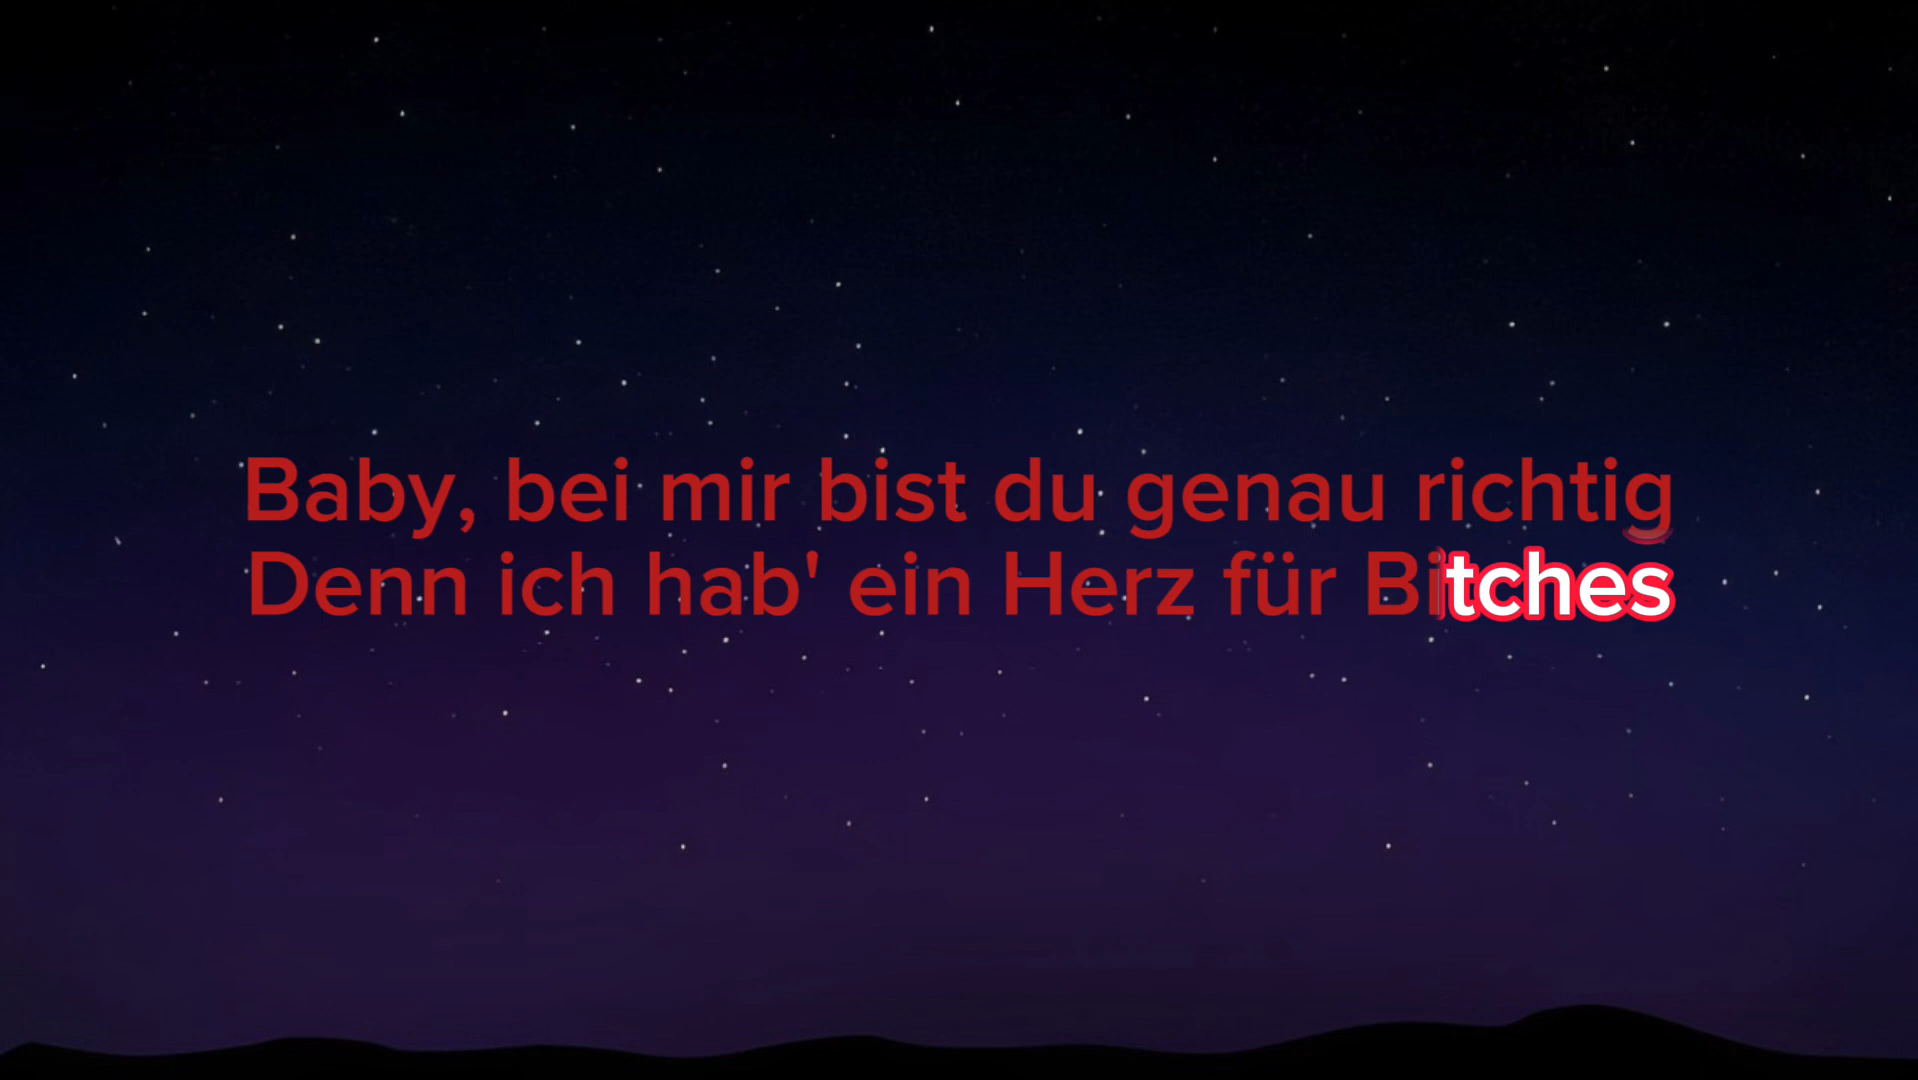 Baby, bei mir bist du genau richtig
Denn ich hab' ein Herz für Bitches